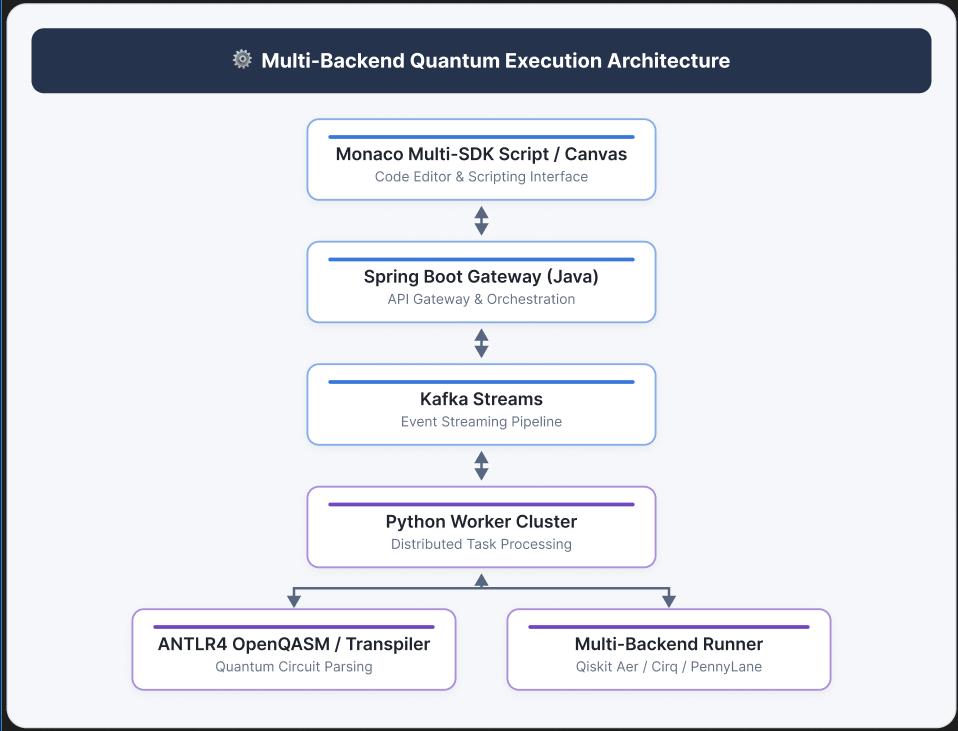 Multi-Backend Quantum Execution Architecture
Monaco Multi-SDK Script / Canvas
Code Editor & Scripting Interface
Spring Boot Gateway (Java)
API Gateway & Orchestration
Kafka Streams
Event Streaming Pipeline
Python Worker Cluster
Distributed Task Processing
ANTLR4 OpenQASM / Transpiler
Quantum Circuit Parsing
Multi-Backend Runner
Qiskit Aer / Cirq / PennyLane